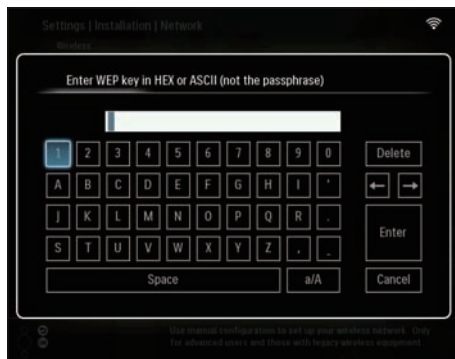 Settings | Installation | Network
Wireless
Enter WEP key in HEX or ASCII (not the passphrase)
1 2 3 4 5 6 7 8 9 0 Delete
A B C D E F G H I ' ← →
J K L M N O P Q R . Enter
S T U V W X Y Z , _
Space a/A Cancel
Use manual configuration to set up your wireless network. Only
for advanced users and those with legacy wireless equipment